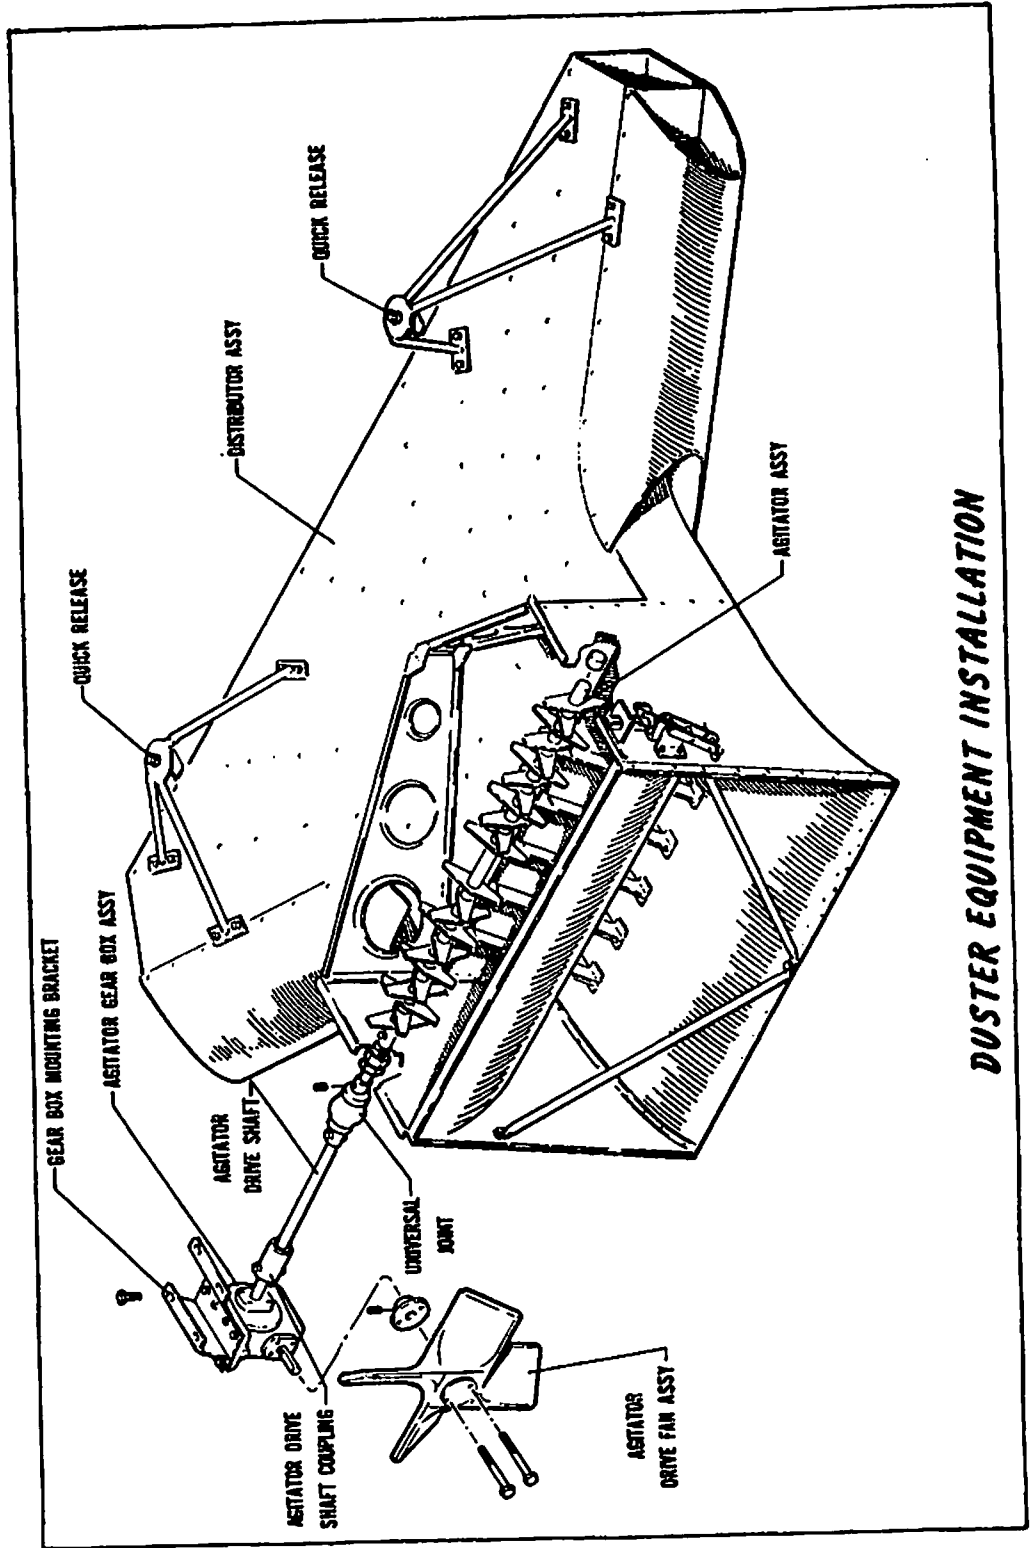 GEAR BOX MOUNTING BRACKET
AGITATOR GEAR BOX ASSY
QUICK RELEASE
DISTRIBUTOR ASSY
QUICK RELEASE
AGITATOR
DRIVE SHAFT
UNIVERSAL
JOINT
AGITATOR DRIVE
SHAFT COUPLING
AGITATOR
DRIVE FAN ASSY
AGITATOR ASSY
DUSTER EQUIPMENT INSTALLATION